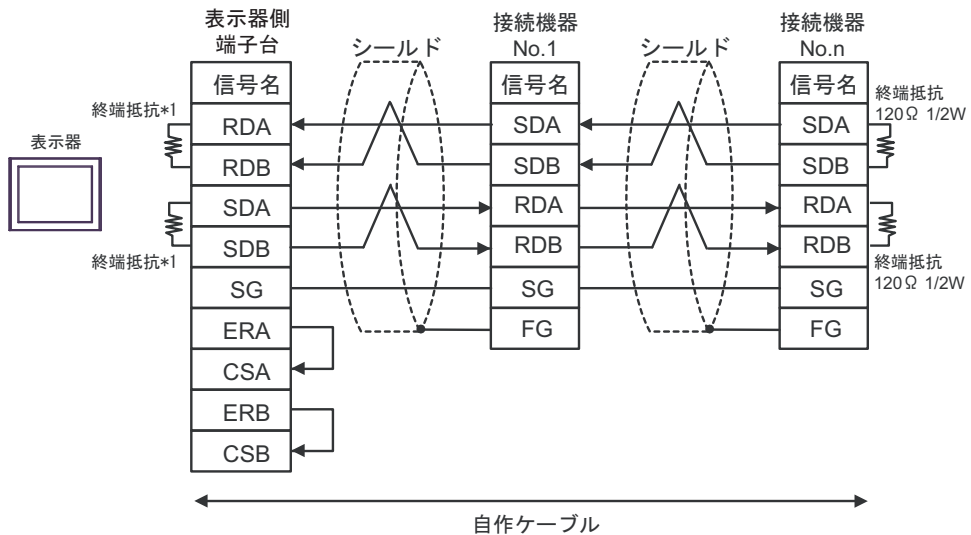 表示器側
端子台
シールド
接続機器
No.1
シールド
接続機器
No.n
信号名
信号名
信号名
終端抵抗*1
RDA
SDA
SDA
終端抵抗
120Ω 1/2W
表示器
RDB
SDB
SDB
SDA
RDA
RDA
SDB
RDB
RDB
終端抵抗*1
終端抵抗
120Ω 1/2W
SG
SG
SG
ERA
FG
FG
CSA
ERB
CSB
自作ケーブル